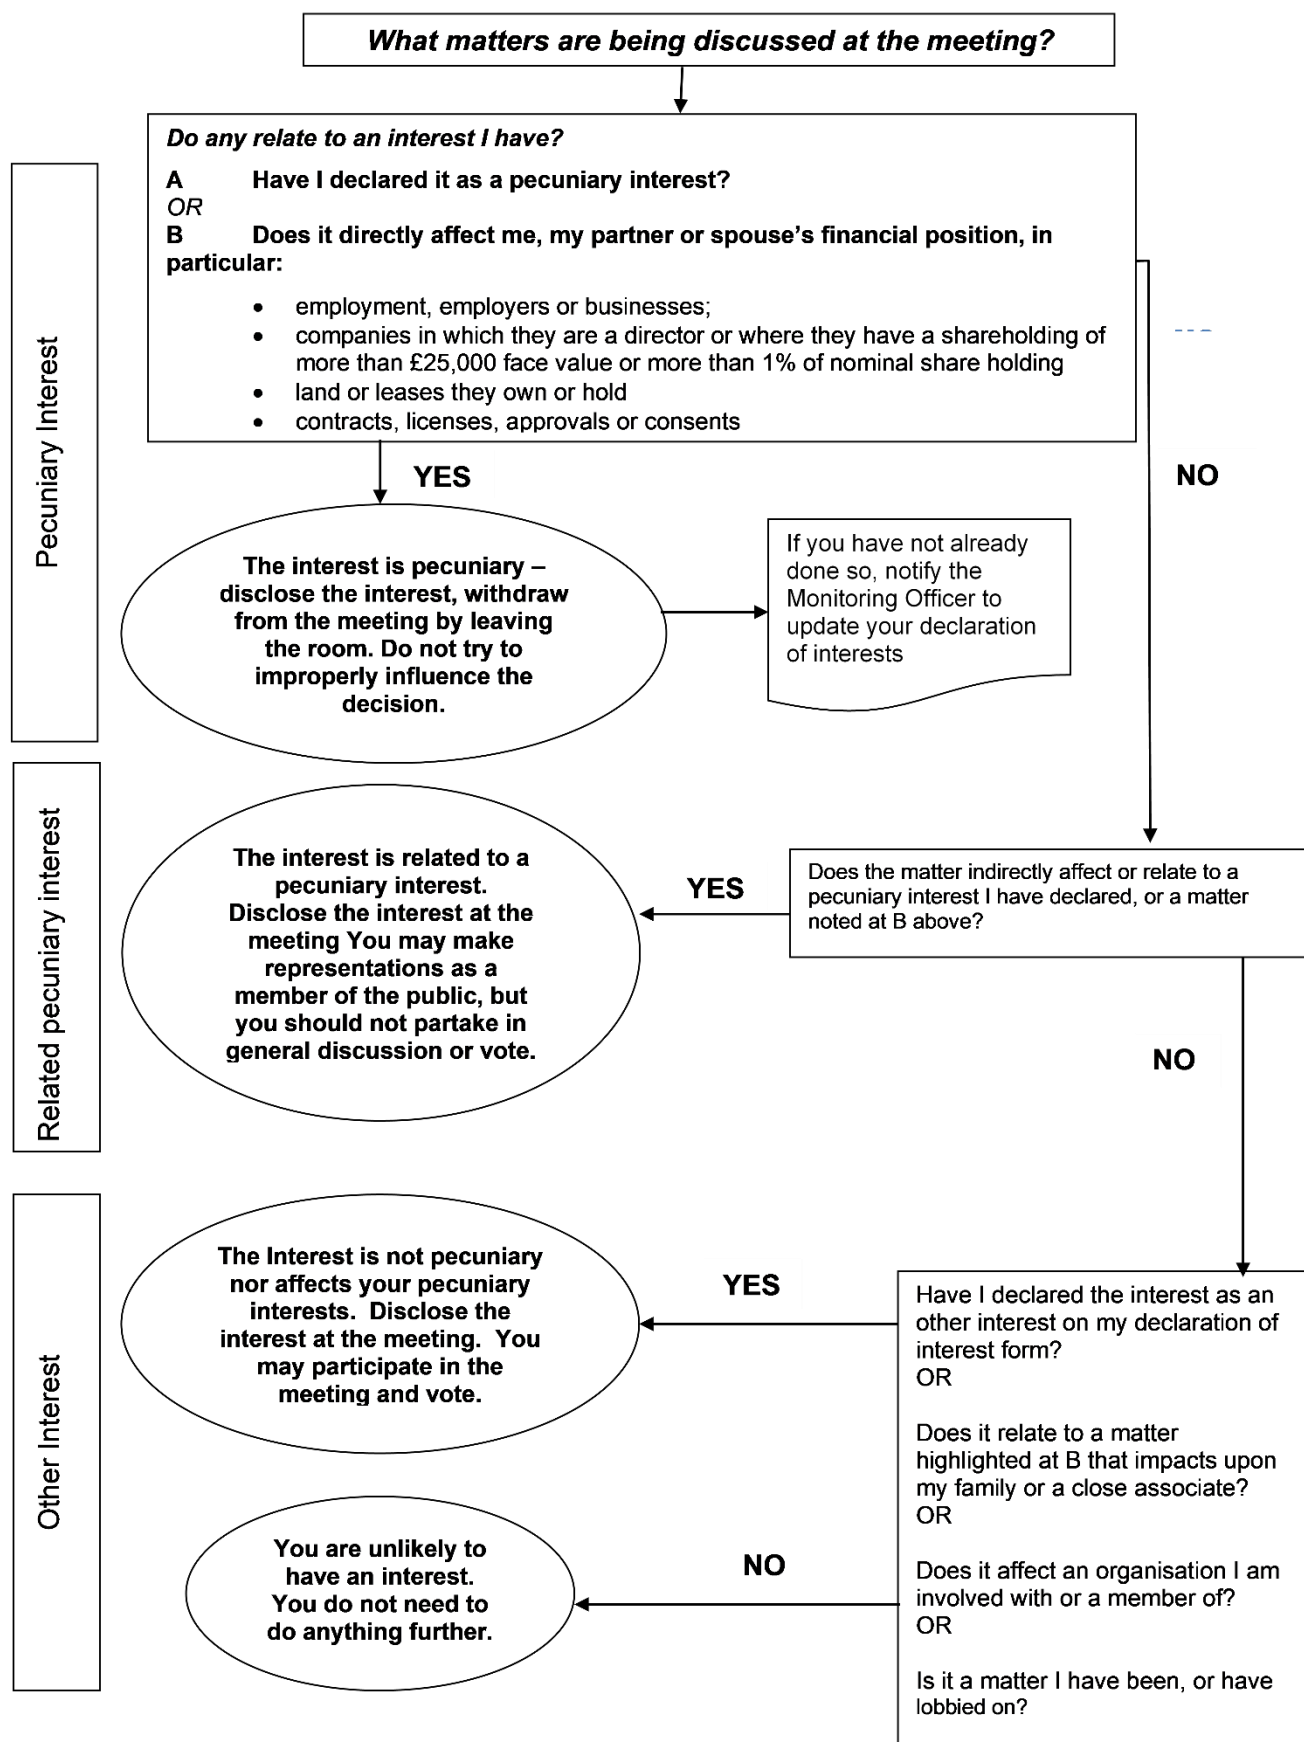 What matters are being discussed at the meeting?
Do any relate to an interest I have?
A Have I declared it as a pecuniary interest?
OR
B Does it directly affect me, my partner or spouse's financial position, in
particular:
• employment, employers or businesses;
• companies in which they are a director or where they have a shareholding of
more than £25,000 face value or more than 1% of nominal share holding
• land or leases they own or hold
• contracts, licenses, approvals or consents
Pecuniary Interest
YES
NO
The interest is pecuniary –
disclose the interest, withdraw
from the meeting by leaving
the room. Do not try to
improperly influence the
decision.
If you have not already
done so, notify the
Monitoring Officer to
update your declaration
of interests
Related pecuniary interest
The interest is related to a
pecuniary interest.
Disclose the interest at the
meeting You may make
representations as a
member of the public, but
you should not partake in
general discussion or vote.
YES
Does the matter indirectly affect or relate to a
pecuniary interest I have declared, or a matter
noted at B above?
NO
Other Interest
The Interest is not pecuniary
nor affects your pecuniary
interests. Disclose the
interest at the meeting. You
may participate in the
meeting and vote.
YES
Have I declared the interest as an
other interest on my declaration of
interest form?
OR
Does it relate to a matter
highlighted at B that impacts upon
my family or a close associate?
OR
Does it affect an organisation I am
involved with or a member of?
OR
Is it a matter I have been, or have
lobbied on?
NO
You are unlikely to
have an interest.
You do not need to
do anything further.